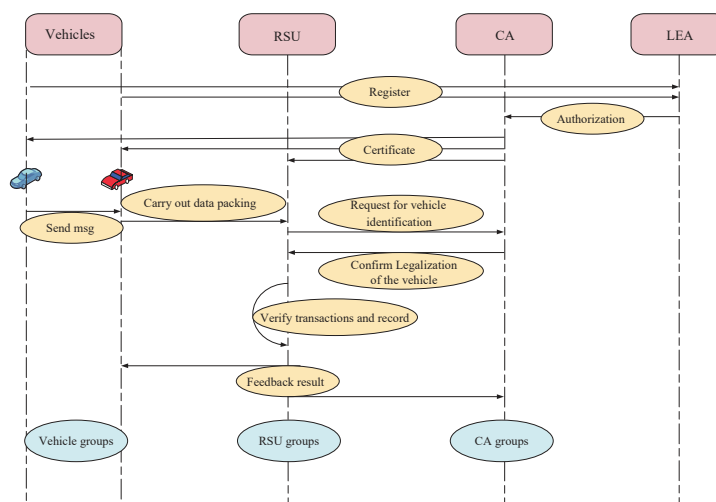 Vehicles
RSU
CA
LEA
Register
Authorization
Certificate
Carry out data packing
Request for vehicle
identification
Send msg
Confirm Legalization
of the vehicle
Verify transactions and record
Feedback result
Vehicle groups
RSU groups
CA groups